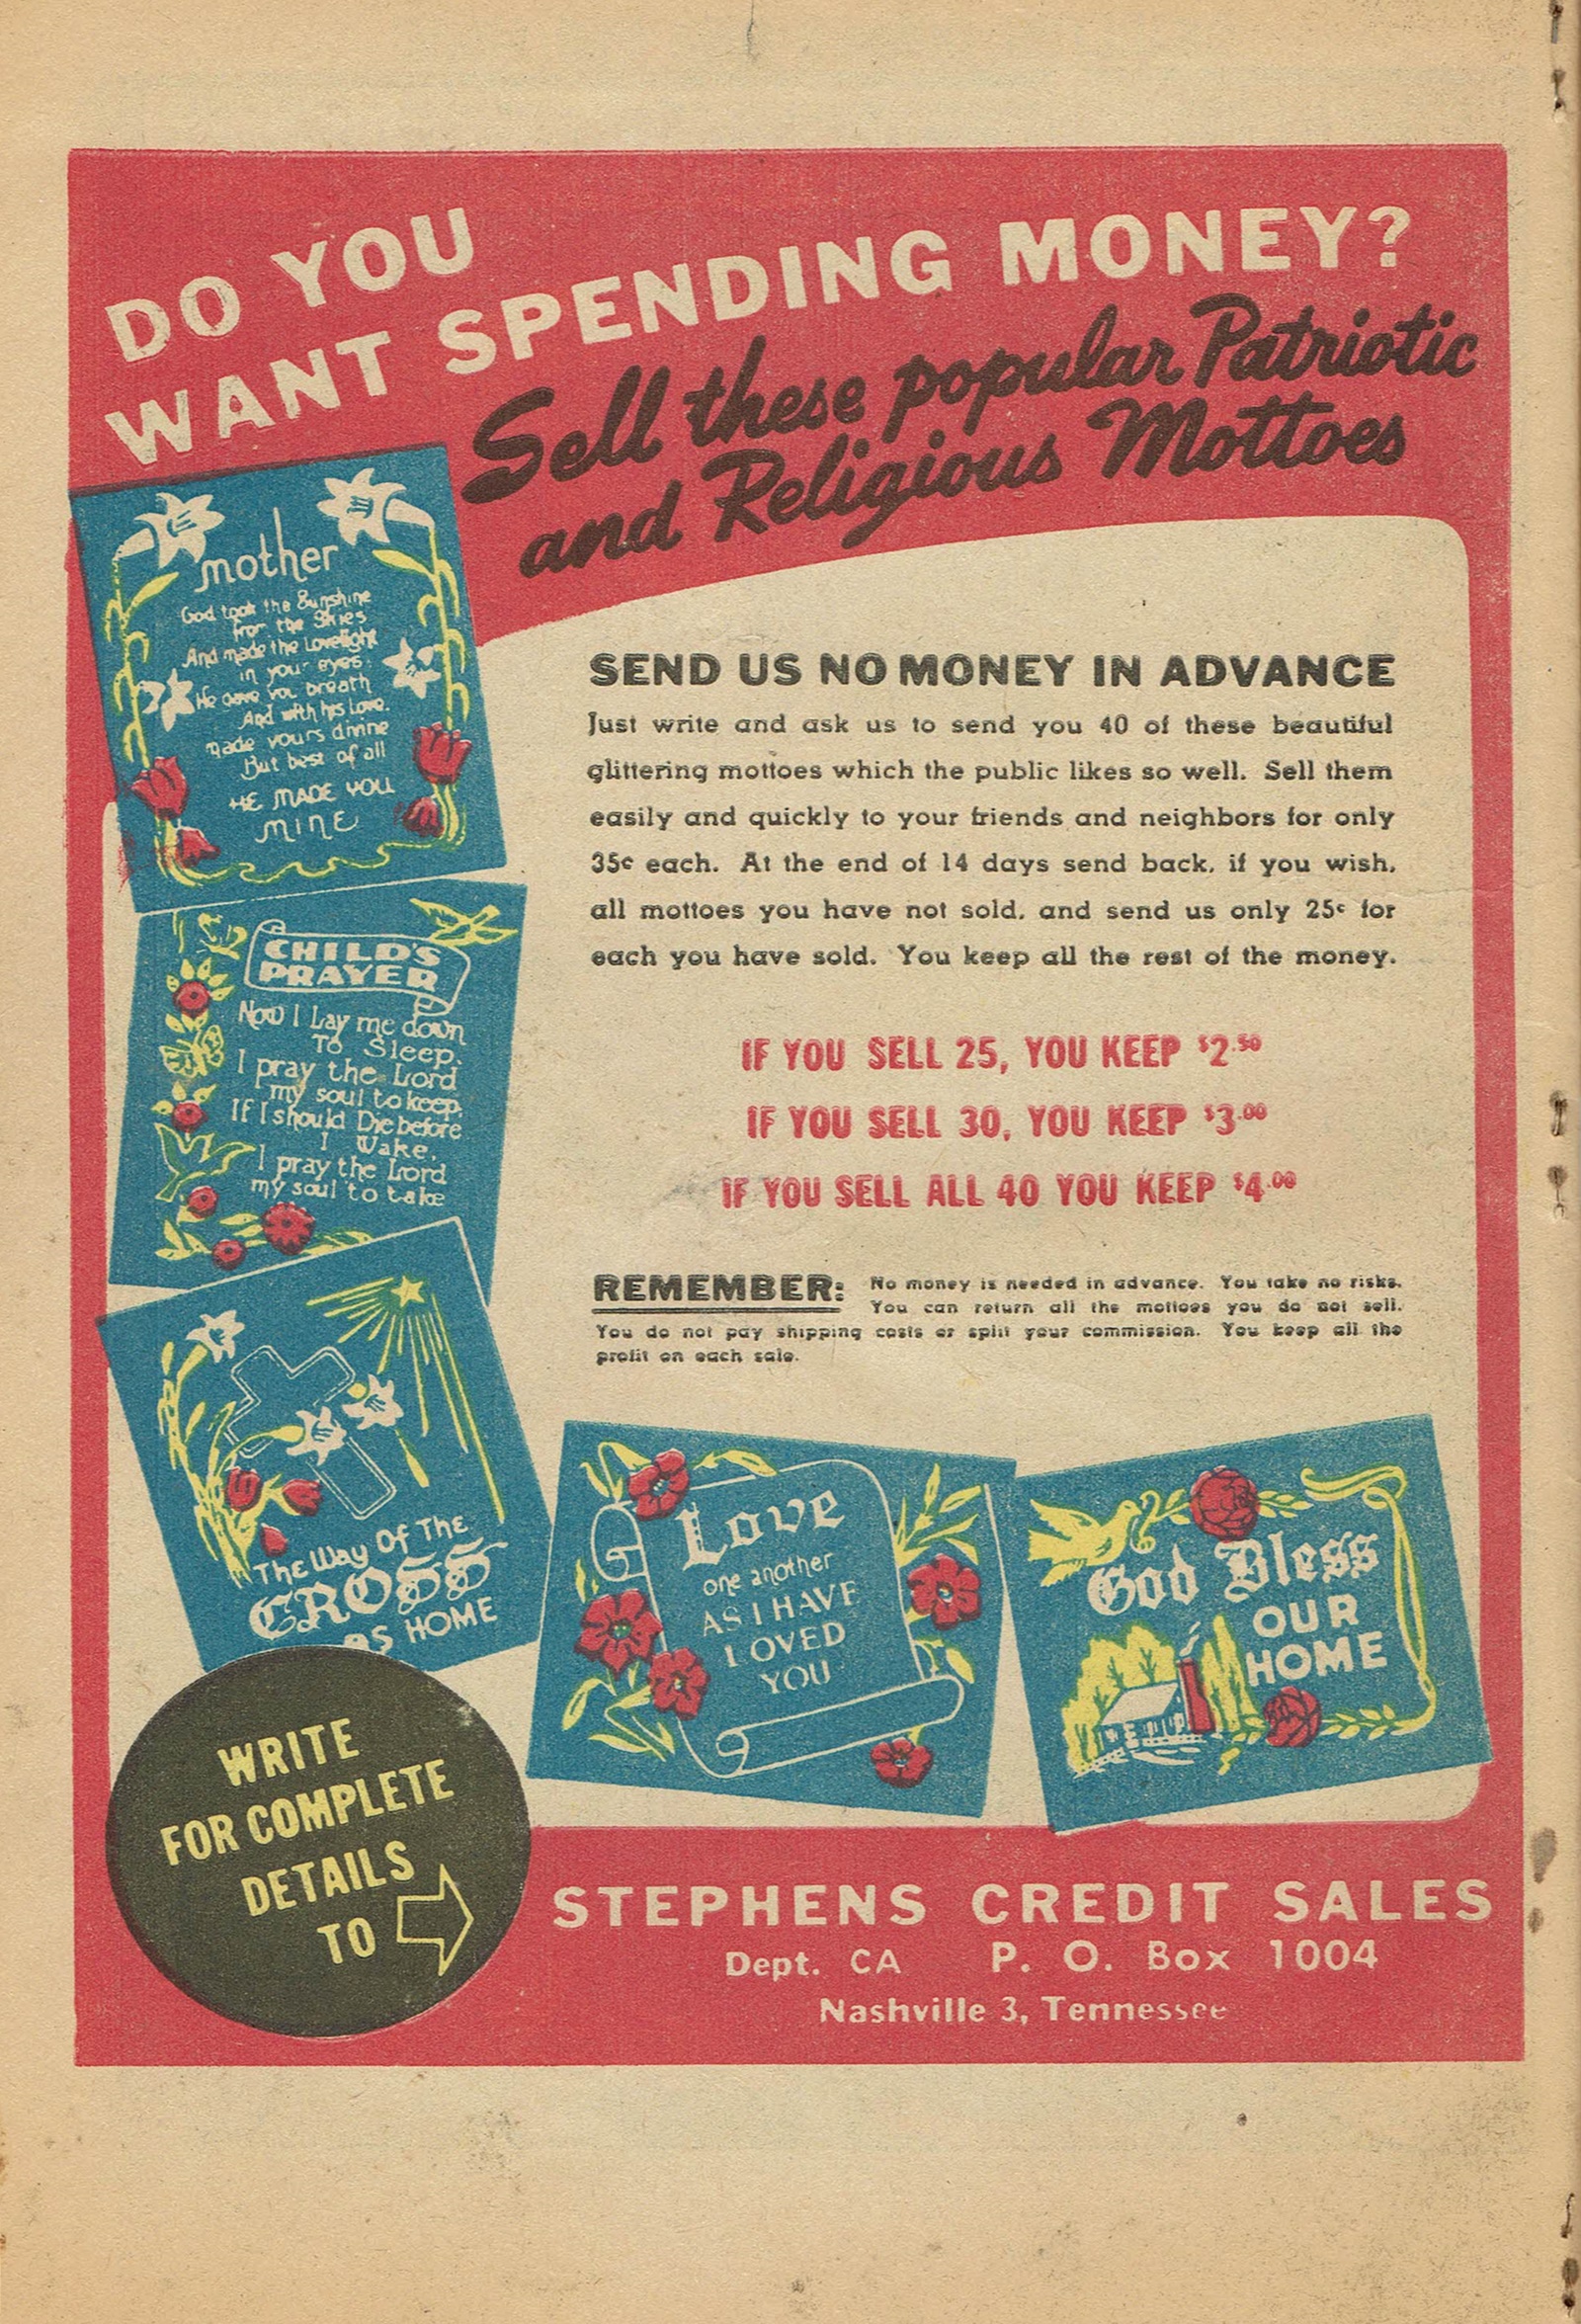 DO YOU
WANT SPENDING MONEY?
Sell these popular Patriotic
and Religious Mottoes
mother
God took the Sunshine
from the Skies
And made the Lovelight
in your eyes.
He gave you breath
And with his Love.
made yours divine
But best of all
HE MADE YOU
MINE
CHILD'S
PRAYER
Now I Lay me down
To Sleep.
I pray the Lord
my soul to keep.
If I should Die before
I Wake,
I pray the Lord
my soul to take
The Way Of The
CROSS
AS HOME
SEND US NO MONEY IN ADVANCE
Just write and ask us to send you 40 of these beautiful
glittering mottoes which the public likes so well. Sell them
easily and quickly to your friends and neighbors for only
35¢ each. At the end of 14 days send back, if you wish,
all mottoes you have not sold, and send us only 25¢ for
each you have sold. You keep all the rest of the money.
IF YOU SELL 25, YOU KEEP $2.50
IF YOU SELL 30, YOU KEEP $3.00
IF YOU SELL ALL 40 YOU KEEP $4.00
REMEMBER: No money is needed in advance. You take no risks.
You can return all the mottoes you do not sell.
You do not pay shipping costs or split your commission. You keep all the
profit on each sale.
Love
one another
AS I HAVE
LOVED
YOU
God Bless
OUR
HOME
WRITE
FOR COMPLETE
DETAILS
TO
STEPHENS CREDIT SALES
Dept. CA P. O. Box 1004
Nashville 3, Tennessee